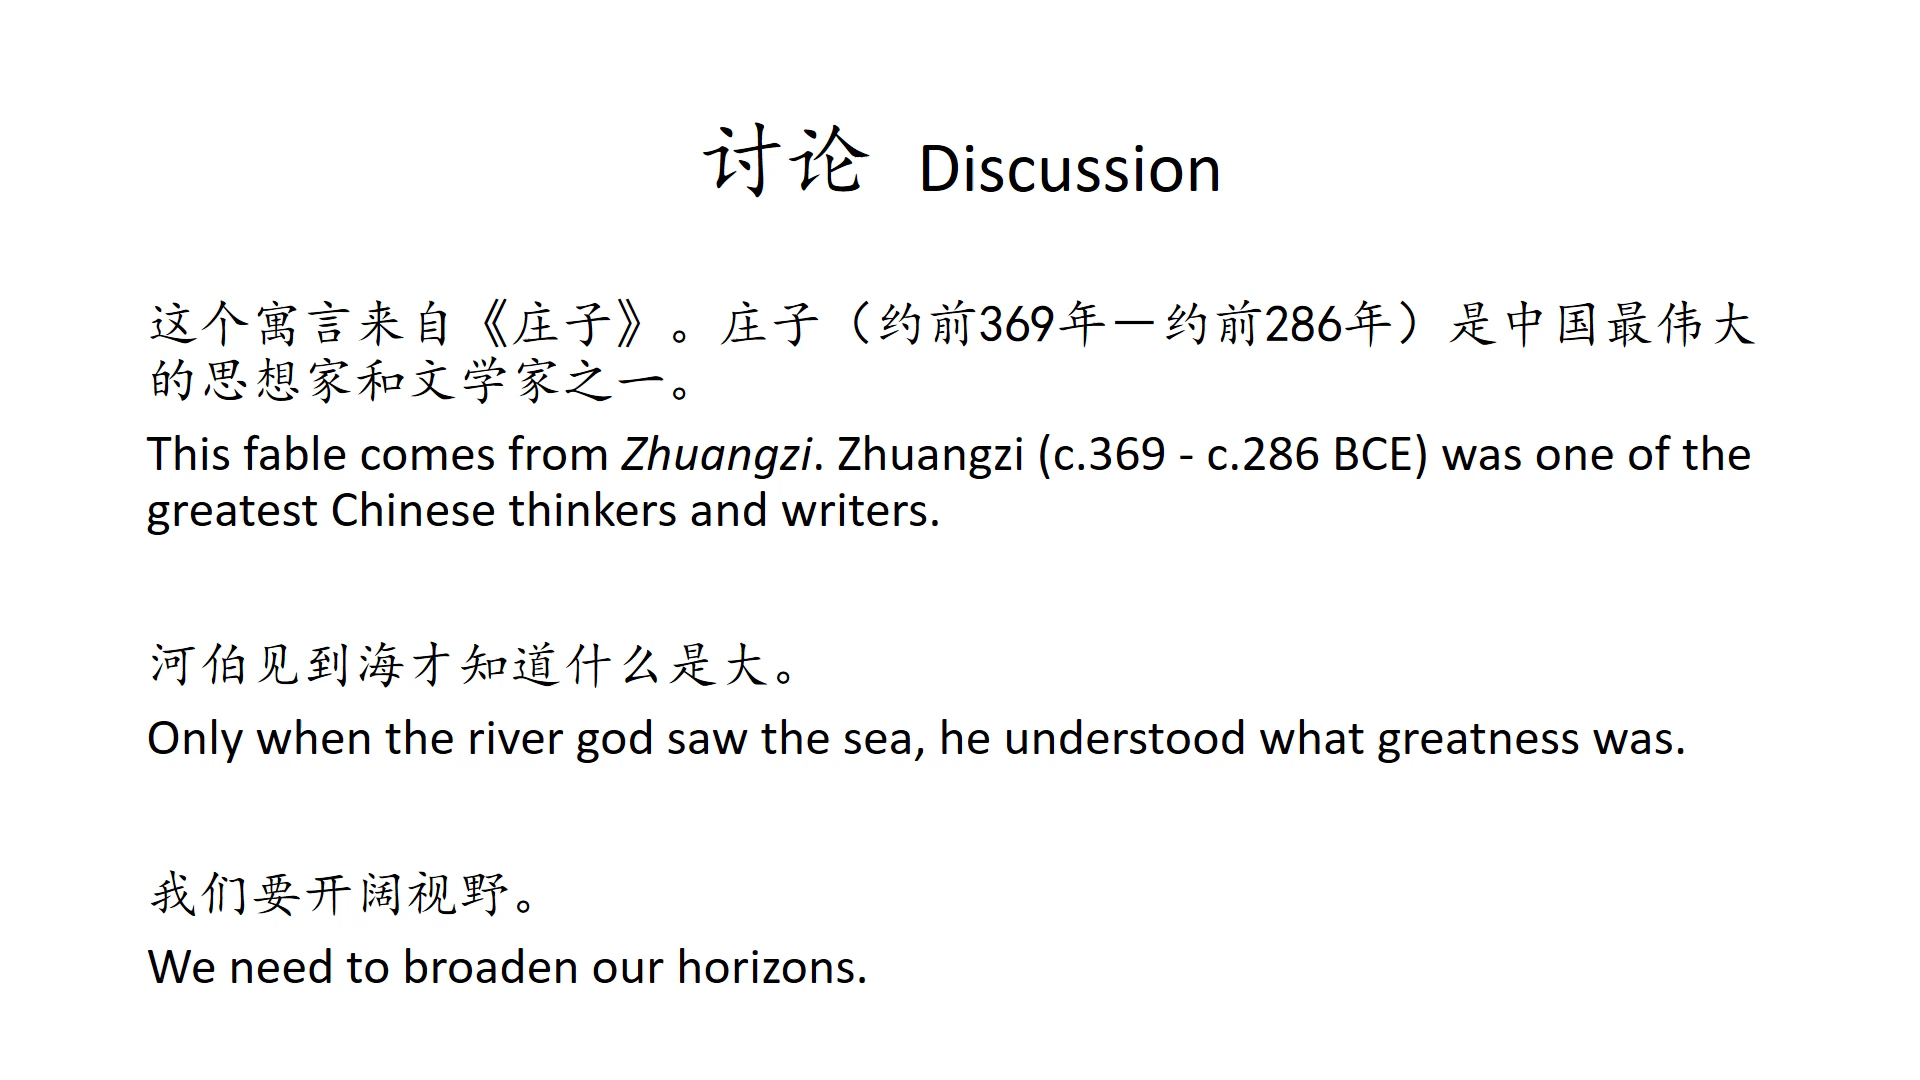 讨论 Discussion
这个寓言来自《庄子》。庄子（约前369年－约前286年）是中国最伟大
的思想家和文学家之一。
This fable comes from Zhuangzi. Zhuangzi (c.369 - c.286 BCE) was one of the
greatest Chinese thinkers and writers.
河伯见到海才知道什么是大。
Only when the river god saw the sea, he understood what greatness was.
我们要开阔视野。
We need to broaden our horizons.